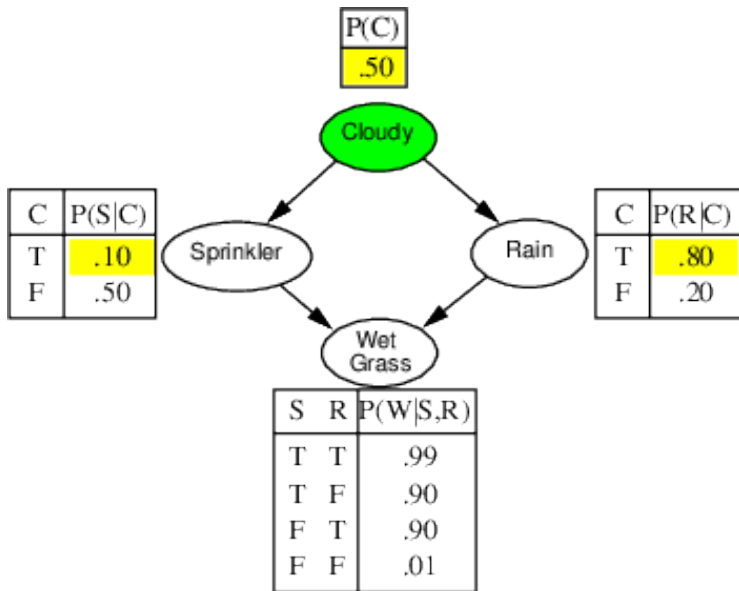 P(C)
.50
Cloudy
C P(S|C)
T .10
F .50
Sprinkler
Rain
C P(R|C)
T .80
F .20
Wet
Grass
S R P(W|S,R)
T T .99
T F .90
F T .90
F F .01